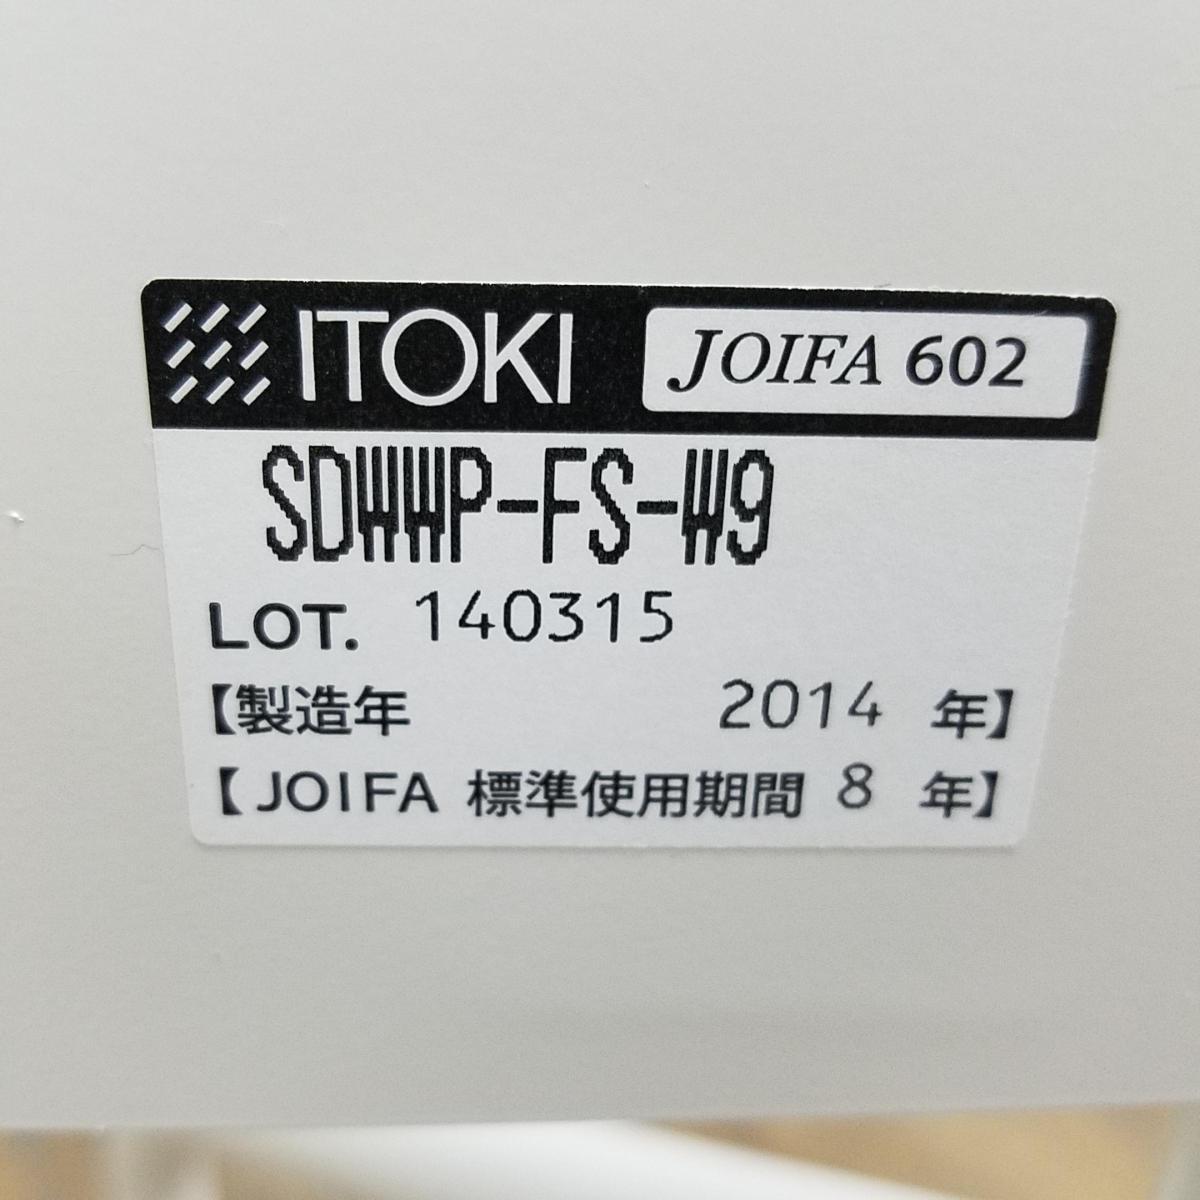 ITOKI JOIFA 602
SDWWP-FS-W9
LOT. 140315
【製造年 2014 年】
【JOIFA 標準使用期間 8 年】